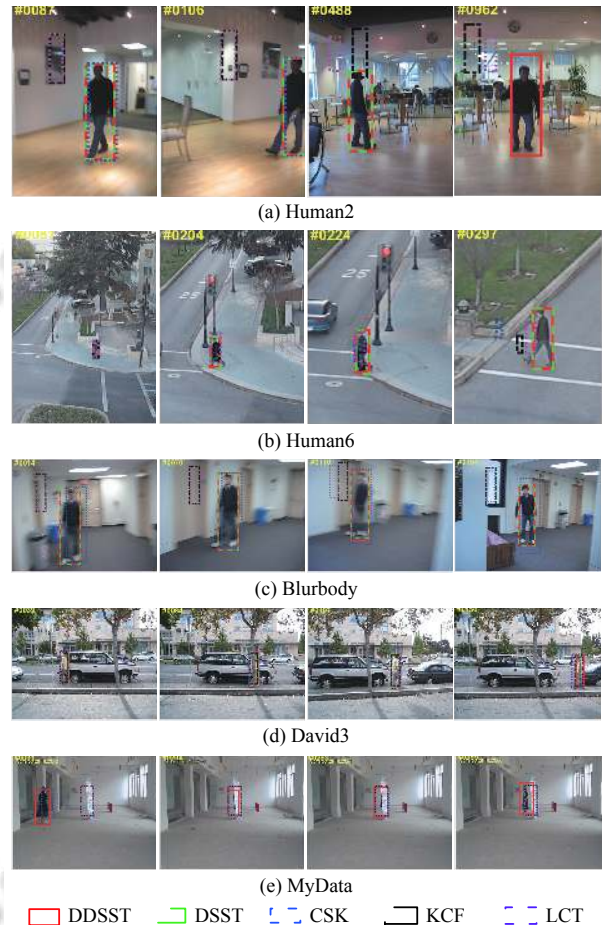 #0087 #0106 #0488 #0962
(a) Human2
#0204 #0224 #0297
(b) Human6
(c) Blurbody
(d) David3
(e) MyData
DDSST DSST CSK KCF LCT